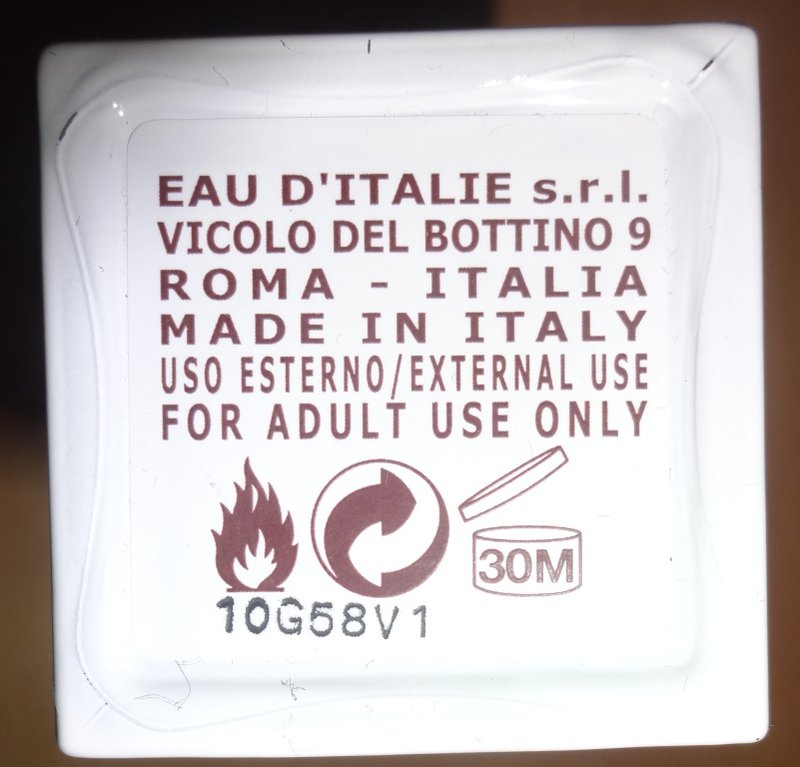 EAU D'ITALIE s.r.l.
VICOLO DEL BOTTINO 9
ROMA - ITALIA
MADE IN ITALY
USO ESTERNO/EXTERNAL USE
FOR ADULT USE ONLY
30M
10G58V1